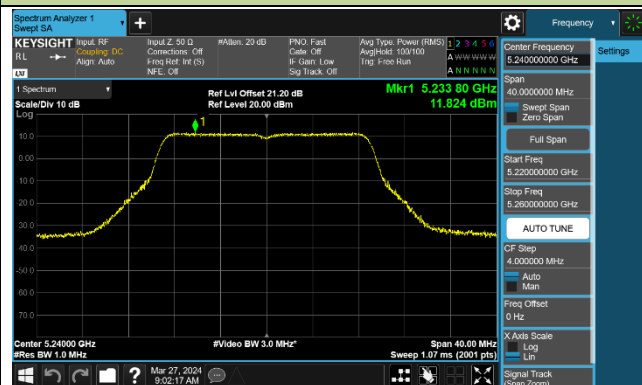 Spectrum Analyzer 1
Swept SA
Frequency
KEYSIGHT Input: RF Input Z: 50 Ω #Atten: 20 dB PNO: Fast Avg Type: Power (RMS) 1 2 3 4 5 6
RL Coupling: DC Corrections: Off Gate: Off Avg|Hold: 100/100 A W W W W W
Align: Auto Freq Ref: Int (S) IF Gain: Low Trig: Free Run
NFE: Off Sig Track: Off A N N N N N
LXI
1 Spectrum
Scale/Div 10 dB
Ref Lvl Offset 21.20 dB
Ref Level 20.00 dBm
Mkr1 5.233 80 GHz
11.824 dBm
Log
1
10.0
0.00
-10.0
-20.0
-30.0
-40.0
-50.0
-60.0
-70.0
Center 5.24000 GHz
#Res BW 1.0 MHz
#Video BW 3.0 MHz*
Span 40.00 MHz
Sweep 1.07 ms (2001 pts)
Mar 27, 2024
9:02:17 AM
Center Frequency
5.240000000 GHz
Settings
Span
40.0000000 MHz
Swept Span
Zero Span
Full Span
Start Freq
5.220000000 GHz
Stop Freq
5.260000000 GHz
AUTO TUNE
CF Step
4.000000 MHz
Auto
Man
Freq Offset
0 Hz
X Axis Scale
Log
Lin
Signal Track
(Span Zoom)